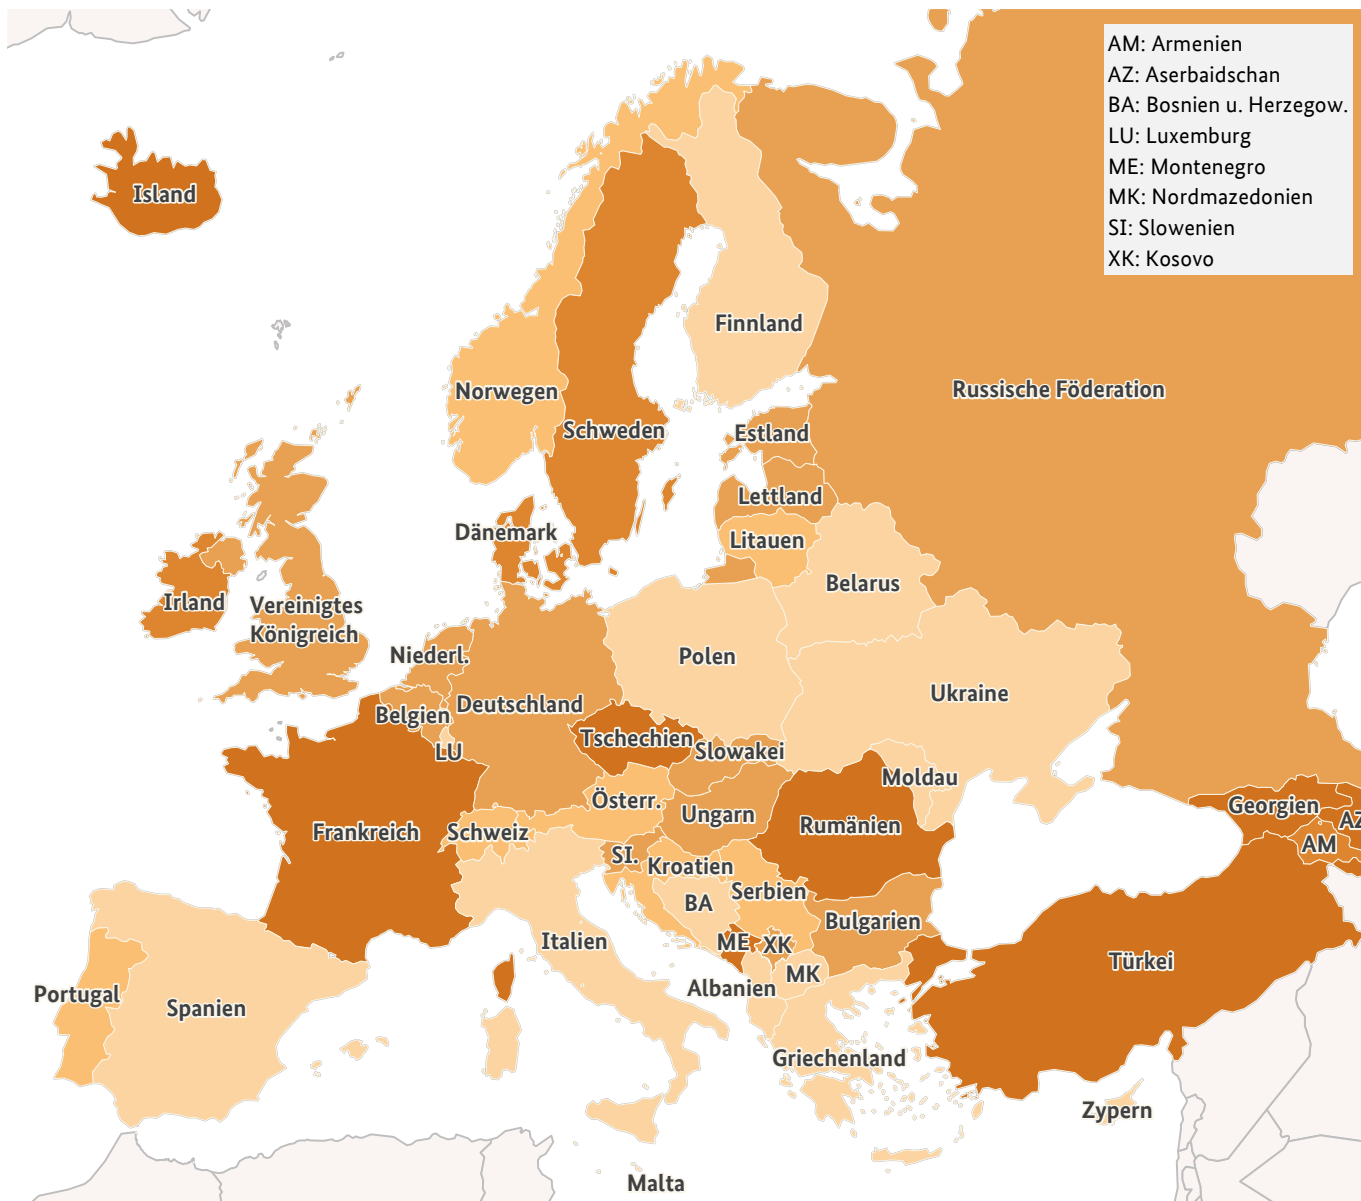 AM: Armenien
AZ: Aserbaidschan
BA: Bosnien u. Herzegow.
LU: Luxemburg
ME: Montenegro
MK: Nordmazedonien
SI: Slowenien
XK: Kosovo
Island
Finnland
Norwegen
Russische Föderation
Schweden
Estland
Lettland
Dänemark
Litauen
Belarus
Irland
Vereinigtes
Königreich
Niederl.
Polen
Ukraine
Deutschland
Belgien
Tschechien
LU
Slowakei
Moldau
Österr.
Georgien
Ungarn
AZ
Frankreich
Schweiz
Rumänien
AM
SI.
Kroatien
Serbien
BA
Bulgarien
Italien
ME
XK
Türkei
MK
Albanien
Portugal
Spanien
Griechenland
Zypern
Malta